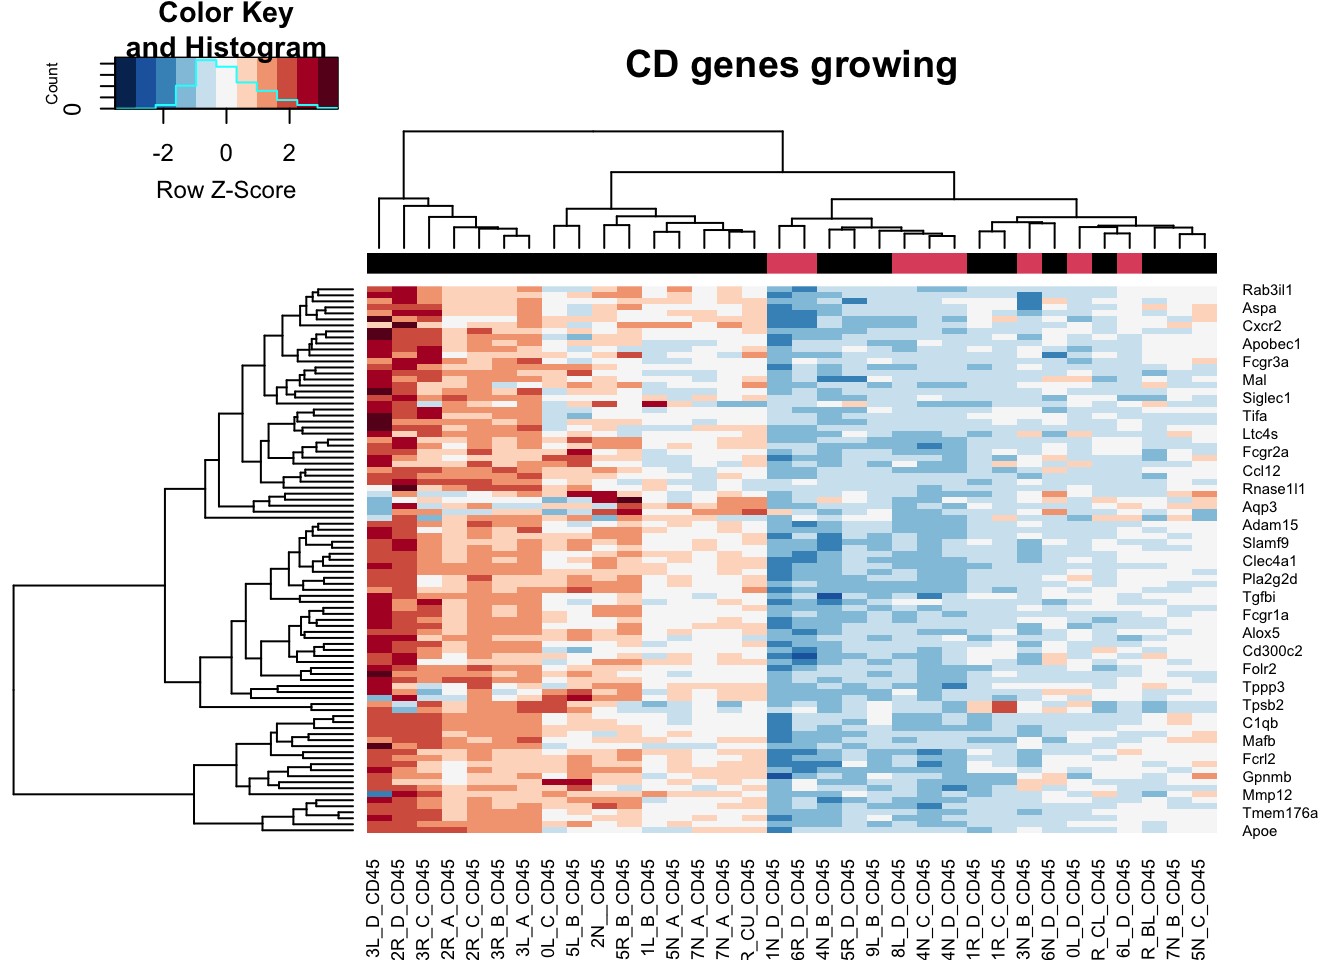 Color Key
and Histogram
Count
0
-2 0 2
Row Z-Score
CD genes growing
Rab3il1
Aspa
Cxcr2
Apobec1
Fcgr3a
Mal
Siglec1
Tifa
Ltc4s
Fcgr2a
Ccl12
Rnase1l1
Aqp3
Adam15
Slamf9
Clec4a1
Pla2g2d
Tgfbi
Fcgr1a
Alox5
Cd300c2
Folr2
Tppp3
Tpsb2
C1qb
Mafb
Fcrl2
Gpnmb
Mmp12
Tmem176a
Apoe
3L_D_CD45
2R_D_CD45
3R_C_CD45
2R_A_CD45
2R_C_CD45
3R_B_CD45
3L_A_CD45
0L_C_CD45
5L_B_CD45
2N__CD45
5R_B_CD45
1L_B_CD45
5N_A_CD45
7N_A_CD45
7N_A_CD45
R_CU_CD45
1N_D_CD45
6R_D_CD45
4N_B_CD45
5R_D_CD45
9L_B_CD45
8L_D_CD45
4N_C_CD45
4N_D_CD45
1R_D_CD45
1R_C_CD45
3N_B_CD45
6N_D_CD45
0L_D_CD45
R_CL_CD45
6L_D_CD45
R_BL_CD45
7N_B_CD45
5N_C_CD45